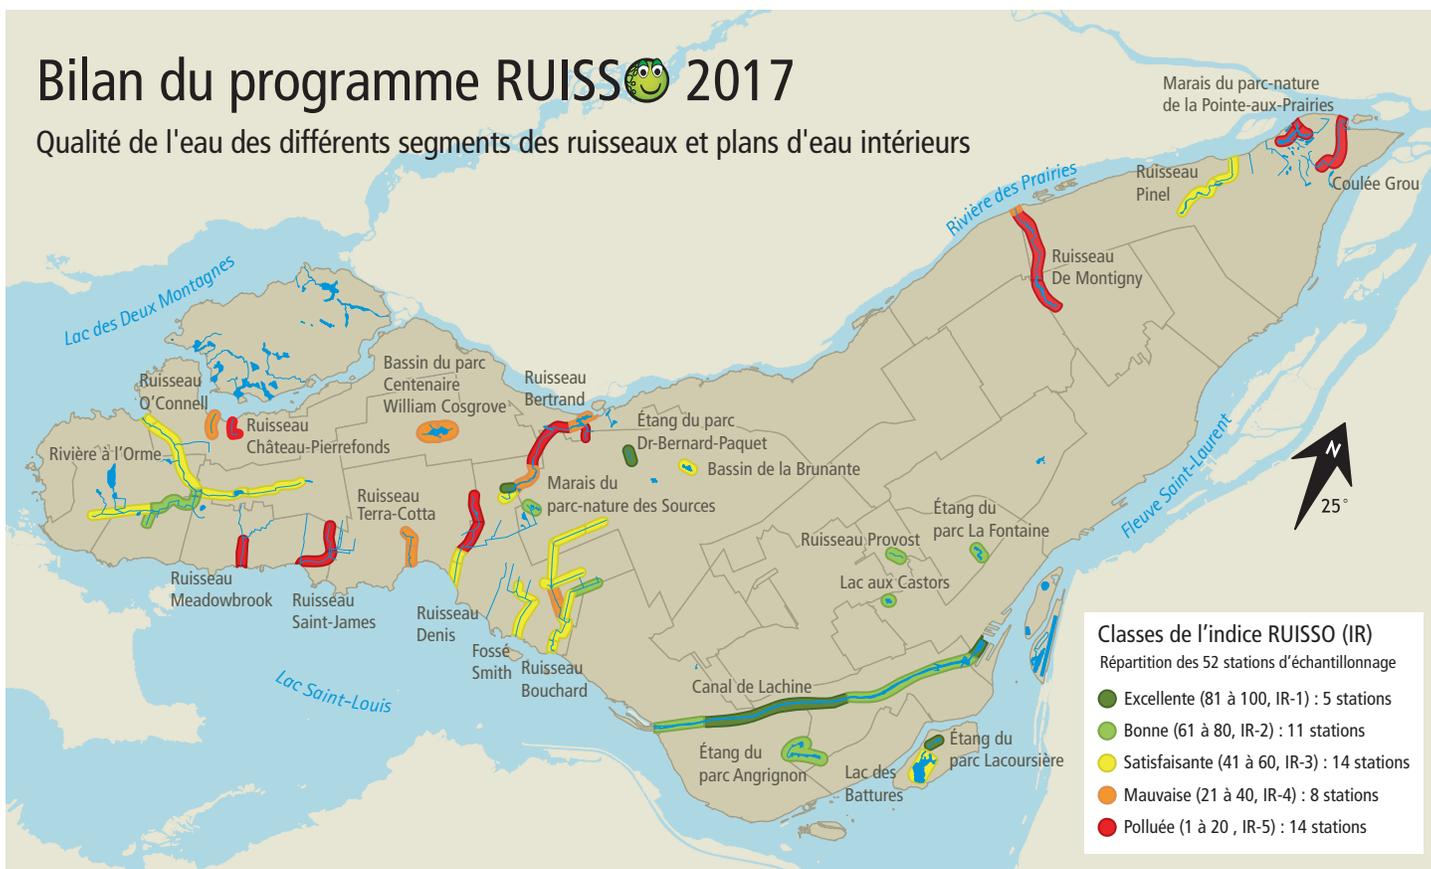 Bilan du programme RUISSO 2017
Qualité de l'eau des différents segments des ruisseaux et plans d'eau intérieurs
Marais du parc-nature
de la Pointe-aux-Prairies
Coulée Grou
Ruisseau
Pinel
Rivière des Prairies
Ruisseau
De Montigny
Lac des Deux Montagnes
Ruisseau
O'Connell
Ruisseau
Château-Pierrefonds
Bassin du parc
Centenaire
William Cosgrove
Ruisseau
Bertrand
Étang du parc
Dr-Bernard-Paquet
Bassin de la Brunante
Rivière à l'Orme
Marais du
parc-nature des Sources
Ruisseau
Terra-Cotta
Étang du
parc La Fontaine
Ruisseau Provost
Lac aux Castors
Fleuve Saint-Laurent
N
25°
Ruisseau
Meadowbrook
Ruisseau
Saint-James
Ruisseau
Denis
Fossé
Smith
Ruisseau
Bouchard
Lac Saint-Louis
Canal de Lachine
Étang du
parc Angrignon
Lac des
Battures
Étang du
parc Lacoursière
Classes de l'indice RUISSO (IR)
Répartition des 52 stations d'échantillonnage
Excellente (81 à 100, IR-1) : 5 stations
Bonne (61 à 80, IR-2) : 11 stations
Satisfaisante (41 à 60, IR-3) : 14 stations
Mauvaise (21 à 40, IR-4) : 8 stations
Polluée (1 à 20 , IR-5) : 14 stations